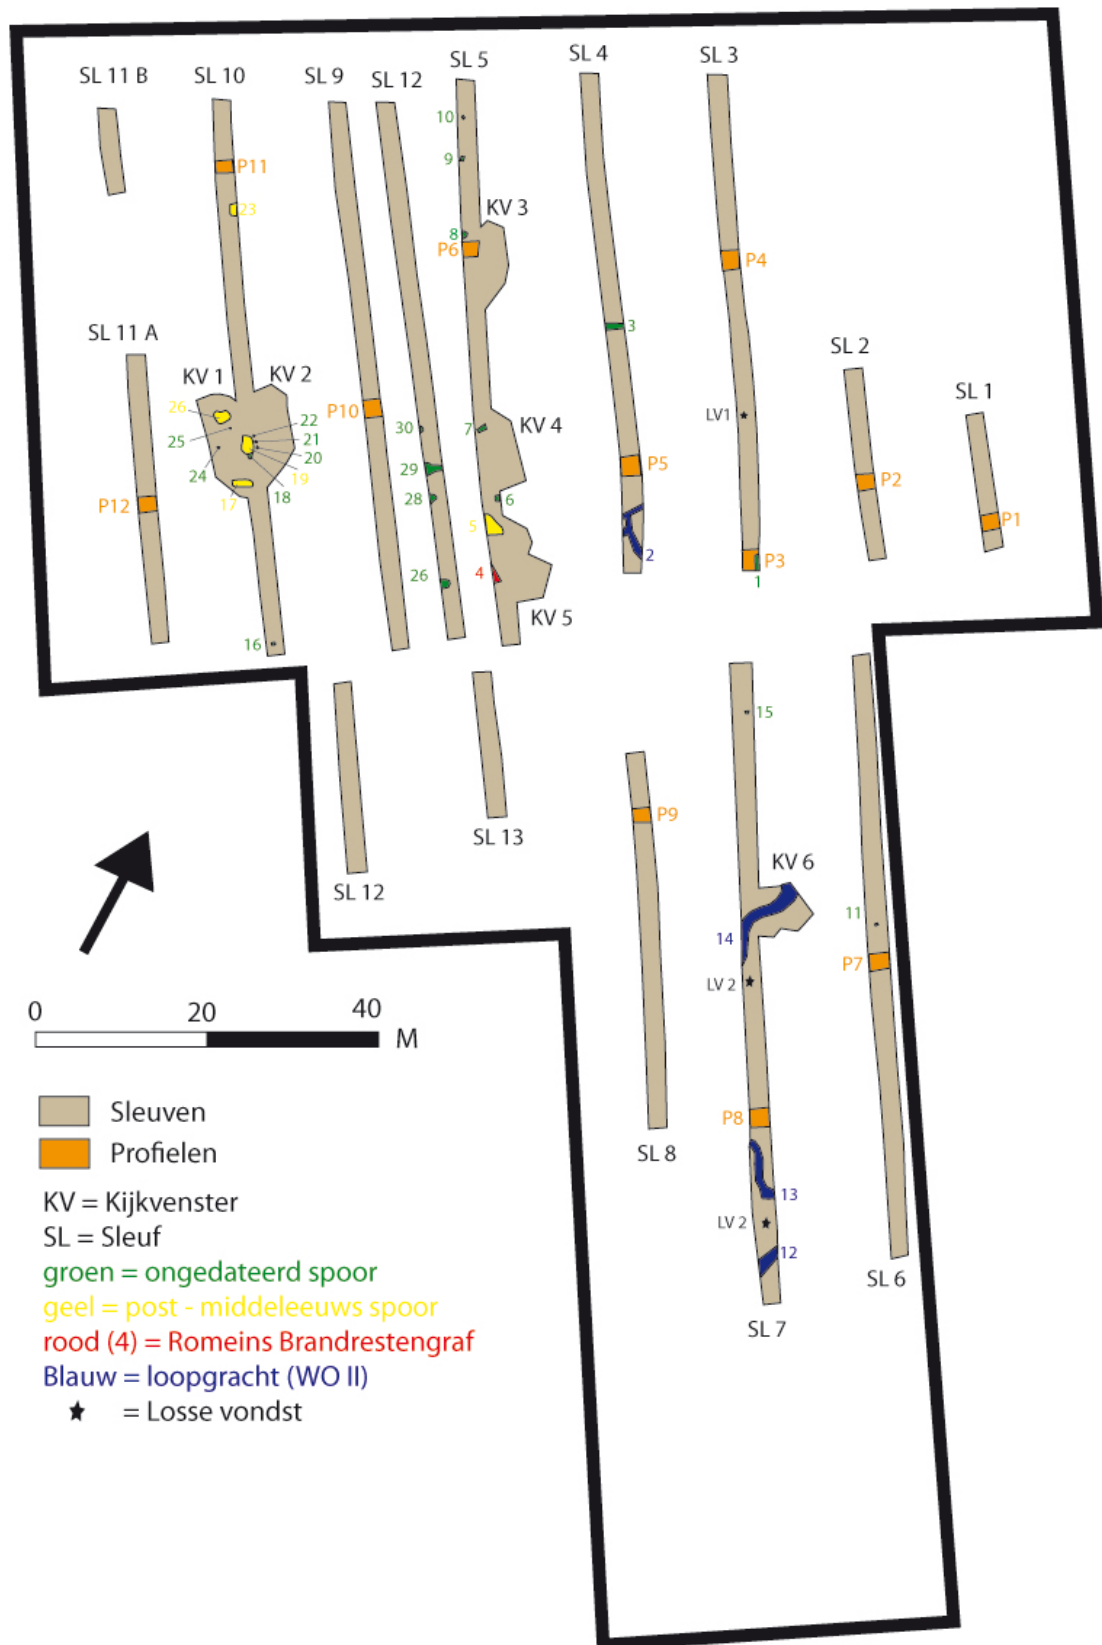 SL 11 B
SL 10
SL 9
SL 12
SL 5
SL 4
SL 3
10
9
P11
23
KV 3
8
P6
P4
3
SL 11 A
SL 2
SL 1
KV 1
KV 2
26
25
22
21
20
19
24
18
17
P12
P10
30
29
28
26
7
KV 4
6
5
4
KV 5
LV1
P5
2
P2
P1
P3
1
16
15
P9
SL 13
SL 12
KV 6
14
11
P7
LV 2
P8
13
LV 2
12
SL 8
SL 6
SL 7
0 20 40
M
Sleuven
Profielen
KV = Kijkvenster
SL = Sleuf
groen = ongedateerd spoor
geel = post - middeleeuws spoor
rood (4) = Romeins Brandrestengraf
Blauw = loopgracht (WO II)
= Losse vondst